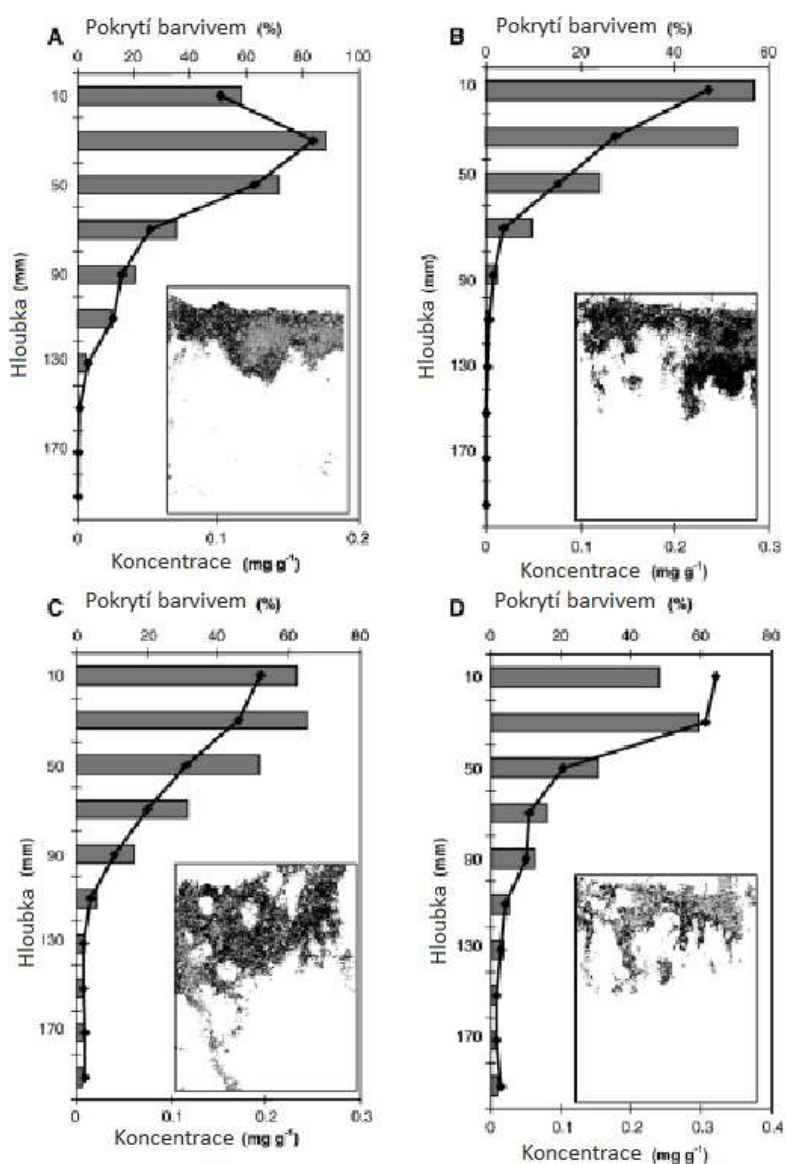 A Pokrytí barvivem (%)
0 20 40 60 80 100
Hloubka (mm)
10
50
90
130
170
0 0.1 0.2
Koncentrace (mg g⁻¹)
B Pokrytí barvivem (%)
0 20 40 60
Hloubka (mm)
10
50
90
130
170
0 0.1 0.2 0.3
Koncentrace (mg g⁻¹)
C Pokrytí barvivem (%)
0 20 40 60 80
Hloubka (mm)
10
50
90
130
170
0 0.1 0.2 0.3
Koncentrace (mg g⁻¹)
D Pokrytí barvivem (%)
0 20 40 60 80
Hloubka (mm)
10
50
90
130
170
0 0.1 0.2 0.3 0.4
Koncentrace (mg g⁻¹)